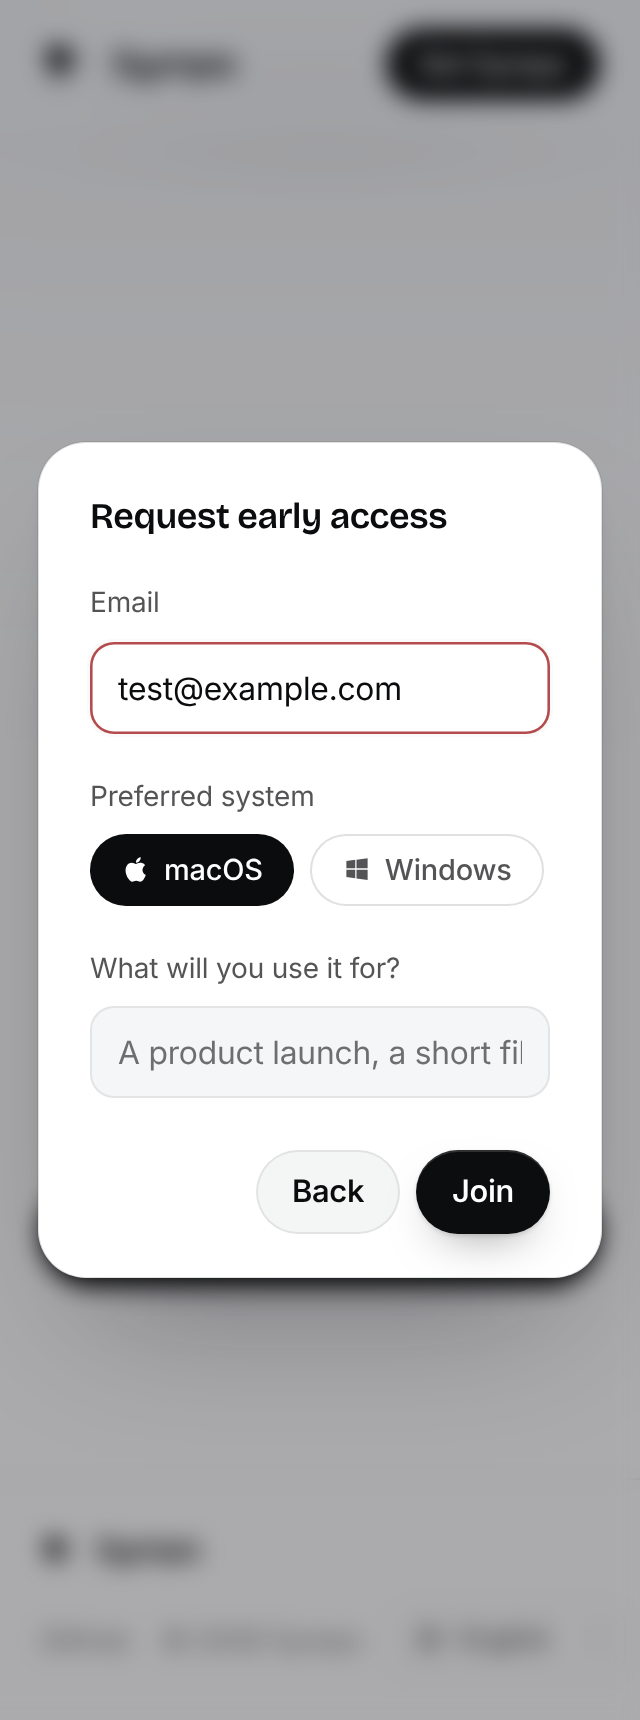 Request early access
Email
test@example.com
Preferred system
macOS
Windows
What will you use it for?
A product launch, a short fil
Back
Join